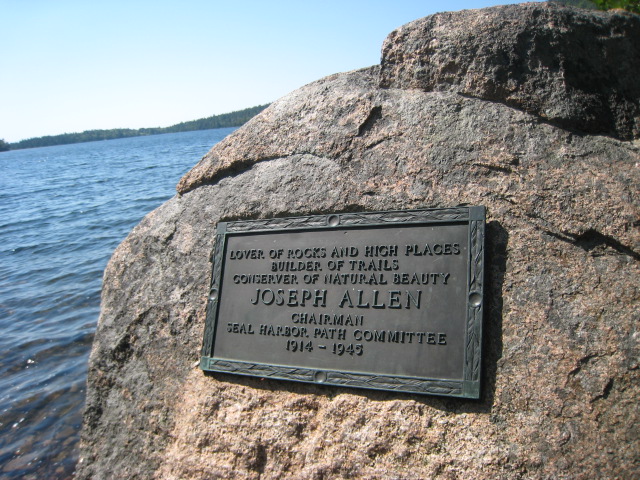 LOVER OF ROCKS AND HIGH PLACES
BUILDER OF TRAILS
CONSERVER OF NATURAL BEAUTY
JOSEPH ALLEN
CHAIRMAN
SEAL HARBOR PATH COMMITTEE
1914 - 1945